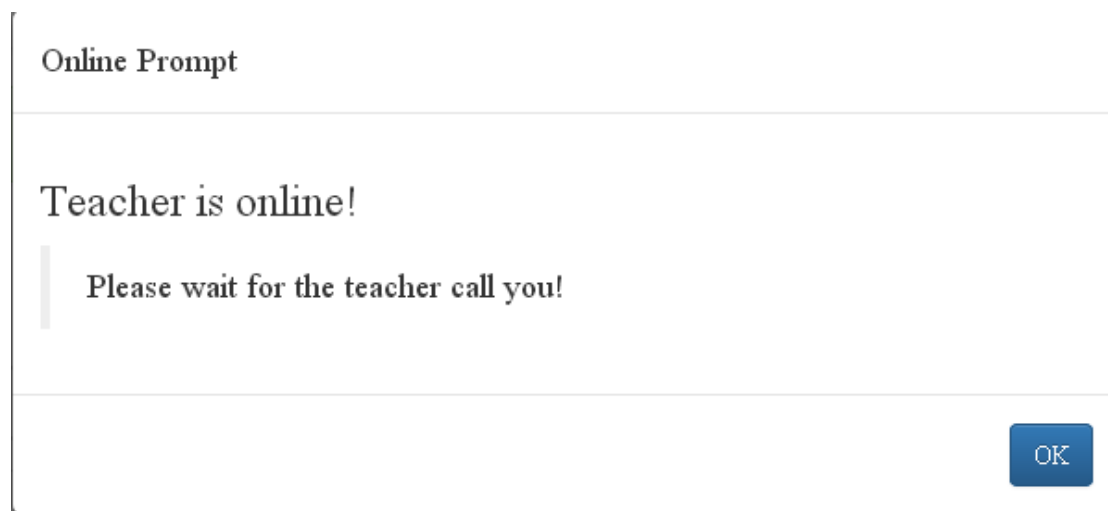 Online Prompt
Teacher is online!
Please wait for the teacher call you!
OK